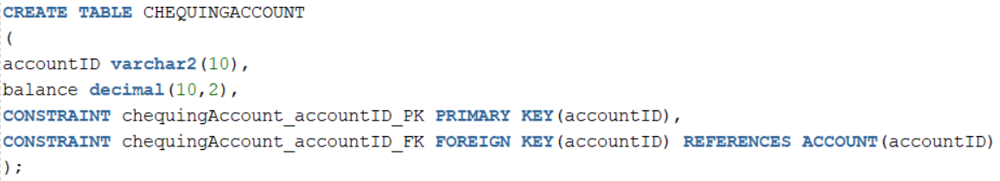 CREATE TABLE CHEQUINGACCOUNT
(
accountID varchar2(10),
balance decimal(10,2),
CONSTRAINT chequingAccount_accountID_PK PRIMARY KEY(accountID),
CONSTRAINT chequingAccount_accountID_FK FOREIGN KEY(accountID) REFERENCES ACCOUNT(accountID)
);